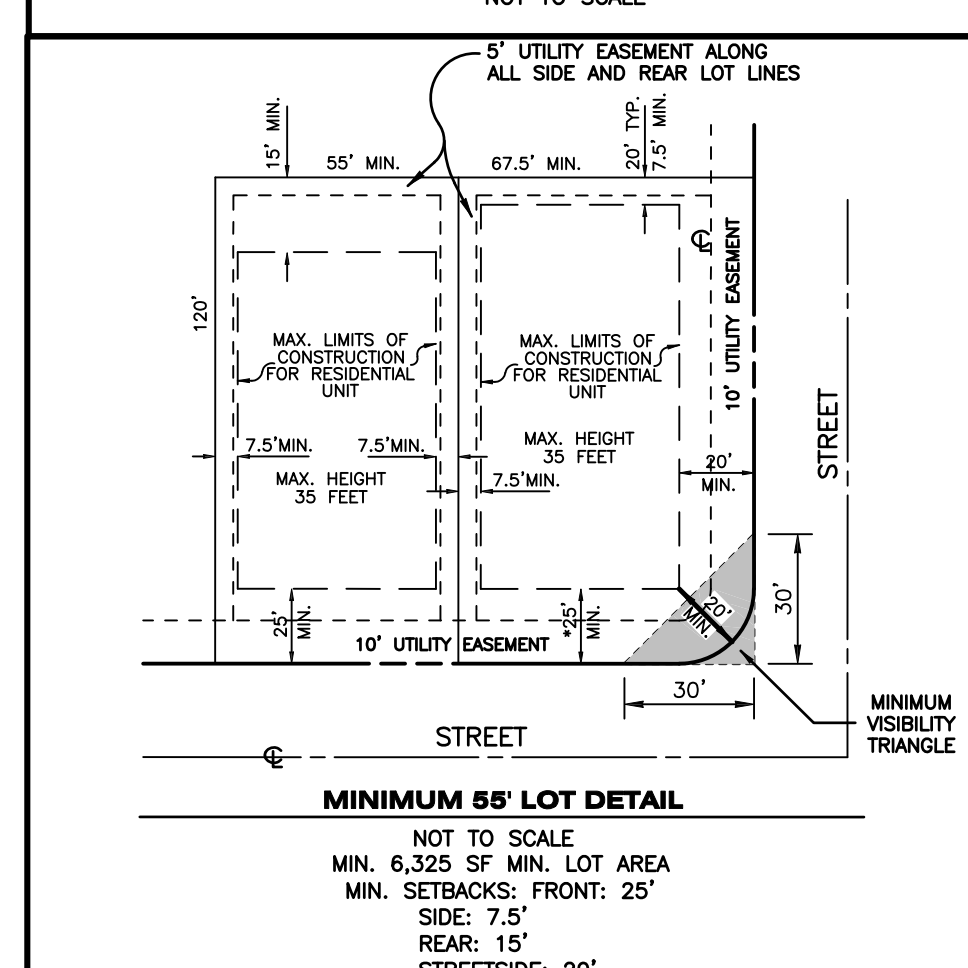 NOT TO SCALE
5' UTILITY EASEMENT ALONG
ALL SIDE AND REAR LOT LINES
15' MIN.
55' MIN.
67.5' MIN.
20' TYP.
7.5' MIN.
120'
℄
10' UTILITY EASEMENT
STREET
MAX. LIMITS OF
CONSTRUCTION
FOR RESIDENTIAL
UNIT
MAX. LIMITS OF
CONSTRUCTION
FOR RESIDENTIAL
UNIT
7.5'MIN.
7.5'MIN.
MAX. HEIGHT
35 FEET
MAX. HEIGHT
35 FEET
7.5'MIN.
20'
MIN.
25'
MIN.
*25'
MIN.
20'
MIN.
30'
10' UTILITY EASEMENT
30'
MINIMUM
VISIBILITY
TRIANGLE
STREET
℄
MINIMUM 55' LOT DETAIL
NOT TO SCALE
MIN. 6,325 SF MIN. LOT AREA
MIN. SETBACKS: FRONT: 25'
SIDE: 7.5'
REAR: 15'
STREETSIDE: 20'